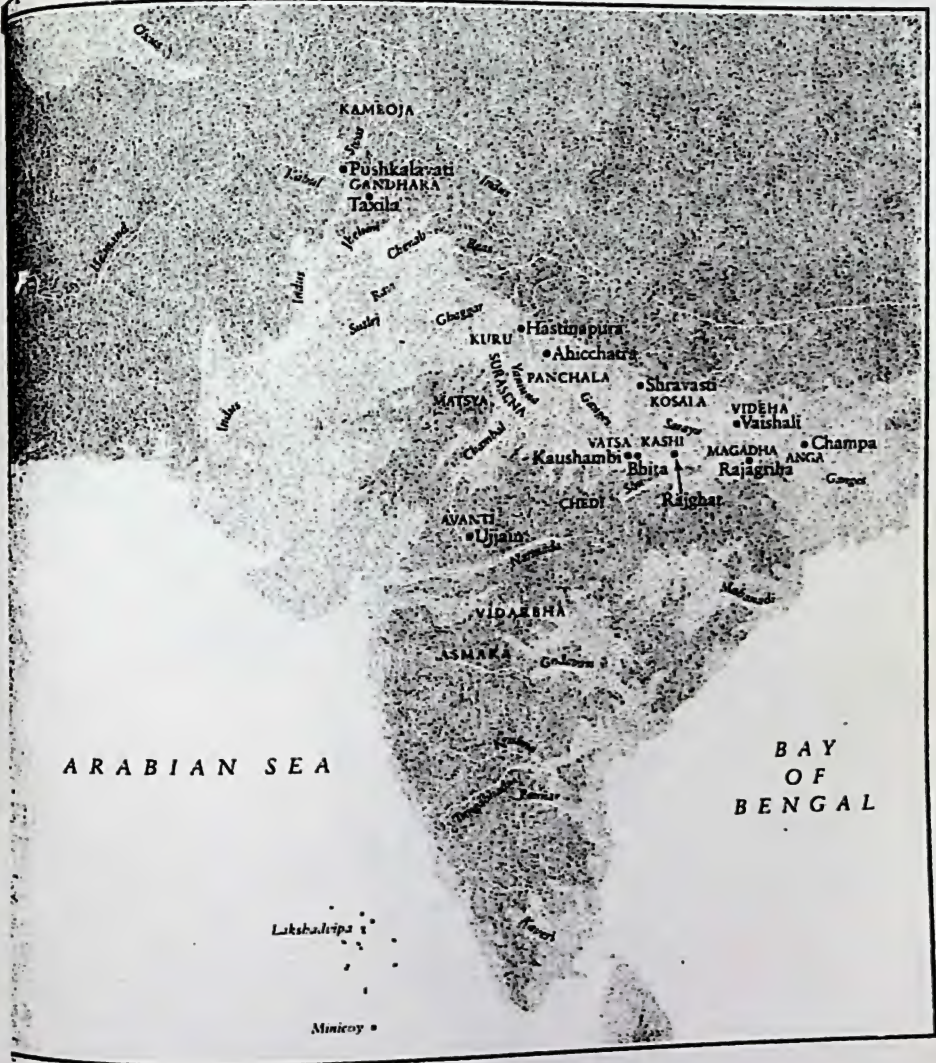 Oxus
KAMBOJA
Swat
Pushkalavati
Kabul
GANDHARA
Indus
Taxila
Helmand
Jhelum
Chenab
Beas
Indus
Ravi
Sutlej
Ghaggar
Hastinapura
KURU
Ahicchatra
SURASENA
Yamuna
PANCHALA
Shravasti
MATSYA
Ganges
KOSALA
Indus
VIDEHA
Vaishali
Sarayu
Chambal
VATSA KASHI
Champa
Kaushambi
MAGADHA
ANGA
Bhita
Rajagriha
Son
Ganges
CHEDI
Rajghat
AVANTI
Ujjain
Narmada
Mahanadi
VIDARBHA
ASMAKA
Godavari
Krishna
ARABIAN SEA
BAY
OF
BENGAL
Tungabhadra
Pennar
Kaveri
Lakshadvipa
Minicoy